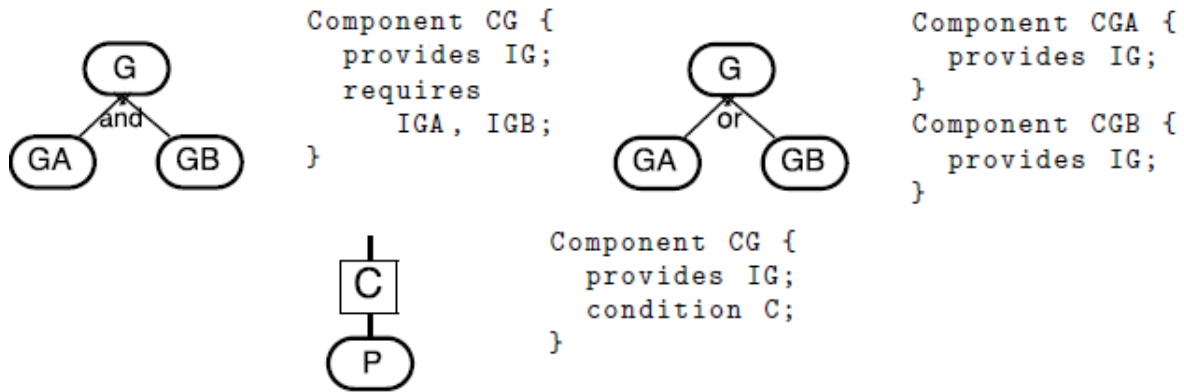 G
and
GA GB
Component CG {
provides IG;
requires
IGA, IGB;
}
G
or
GA GB
Component CGA {
provides IG;
}
Component CGB {
provides IG;
}
C
P
Component CG {
provides IG;
condition C;
}